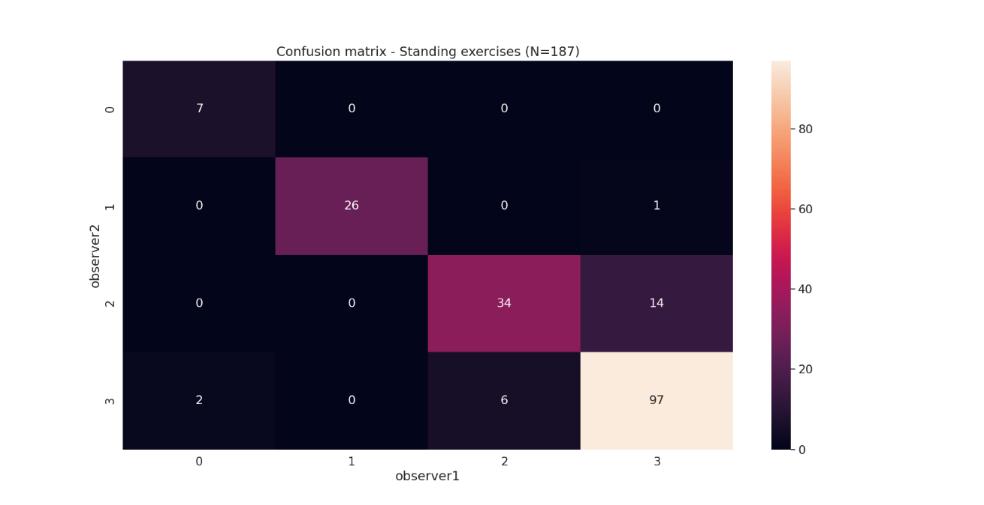 Confusion matrix - Standing exercises (N=187)
observer2
0 7 0 0 0
1 0 26 0 1
2 0 0 34 14
3 2 0 6 97
0 1 2 3
observer1
80
60
40
20
0